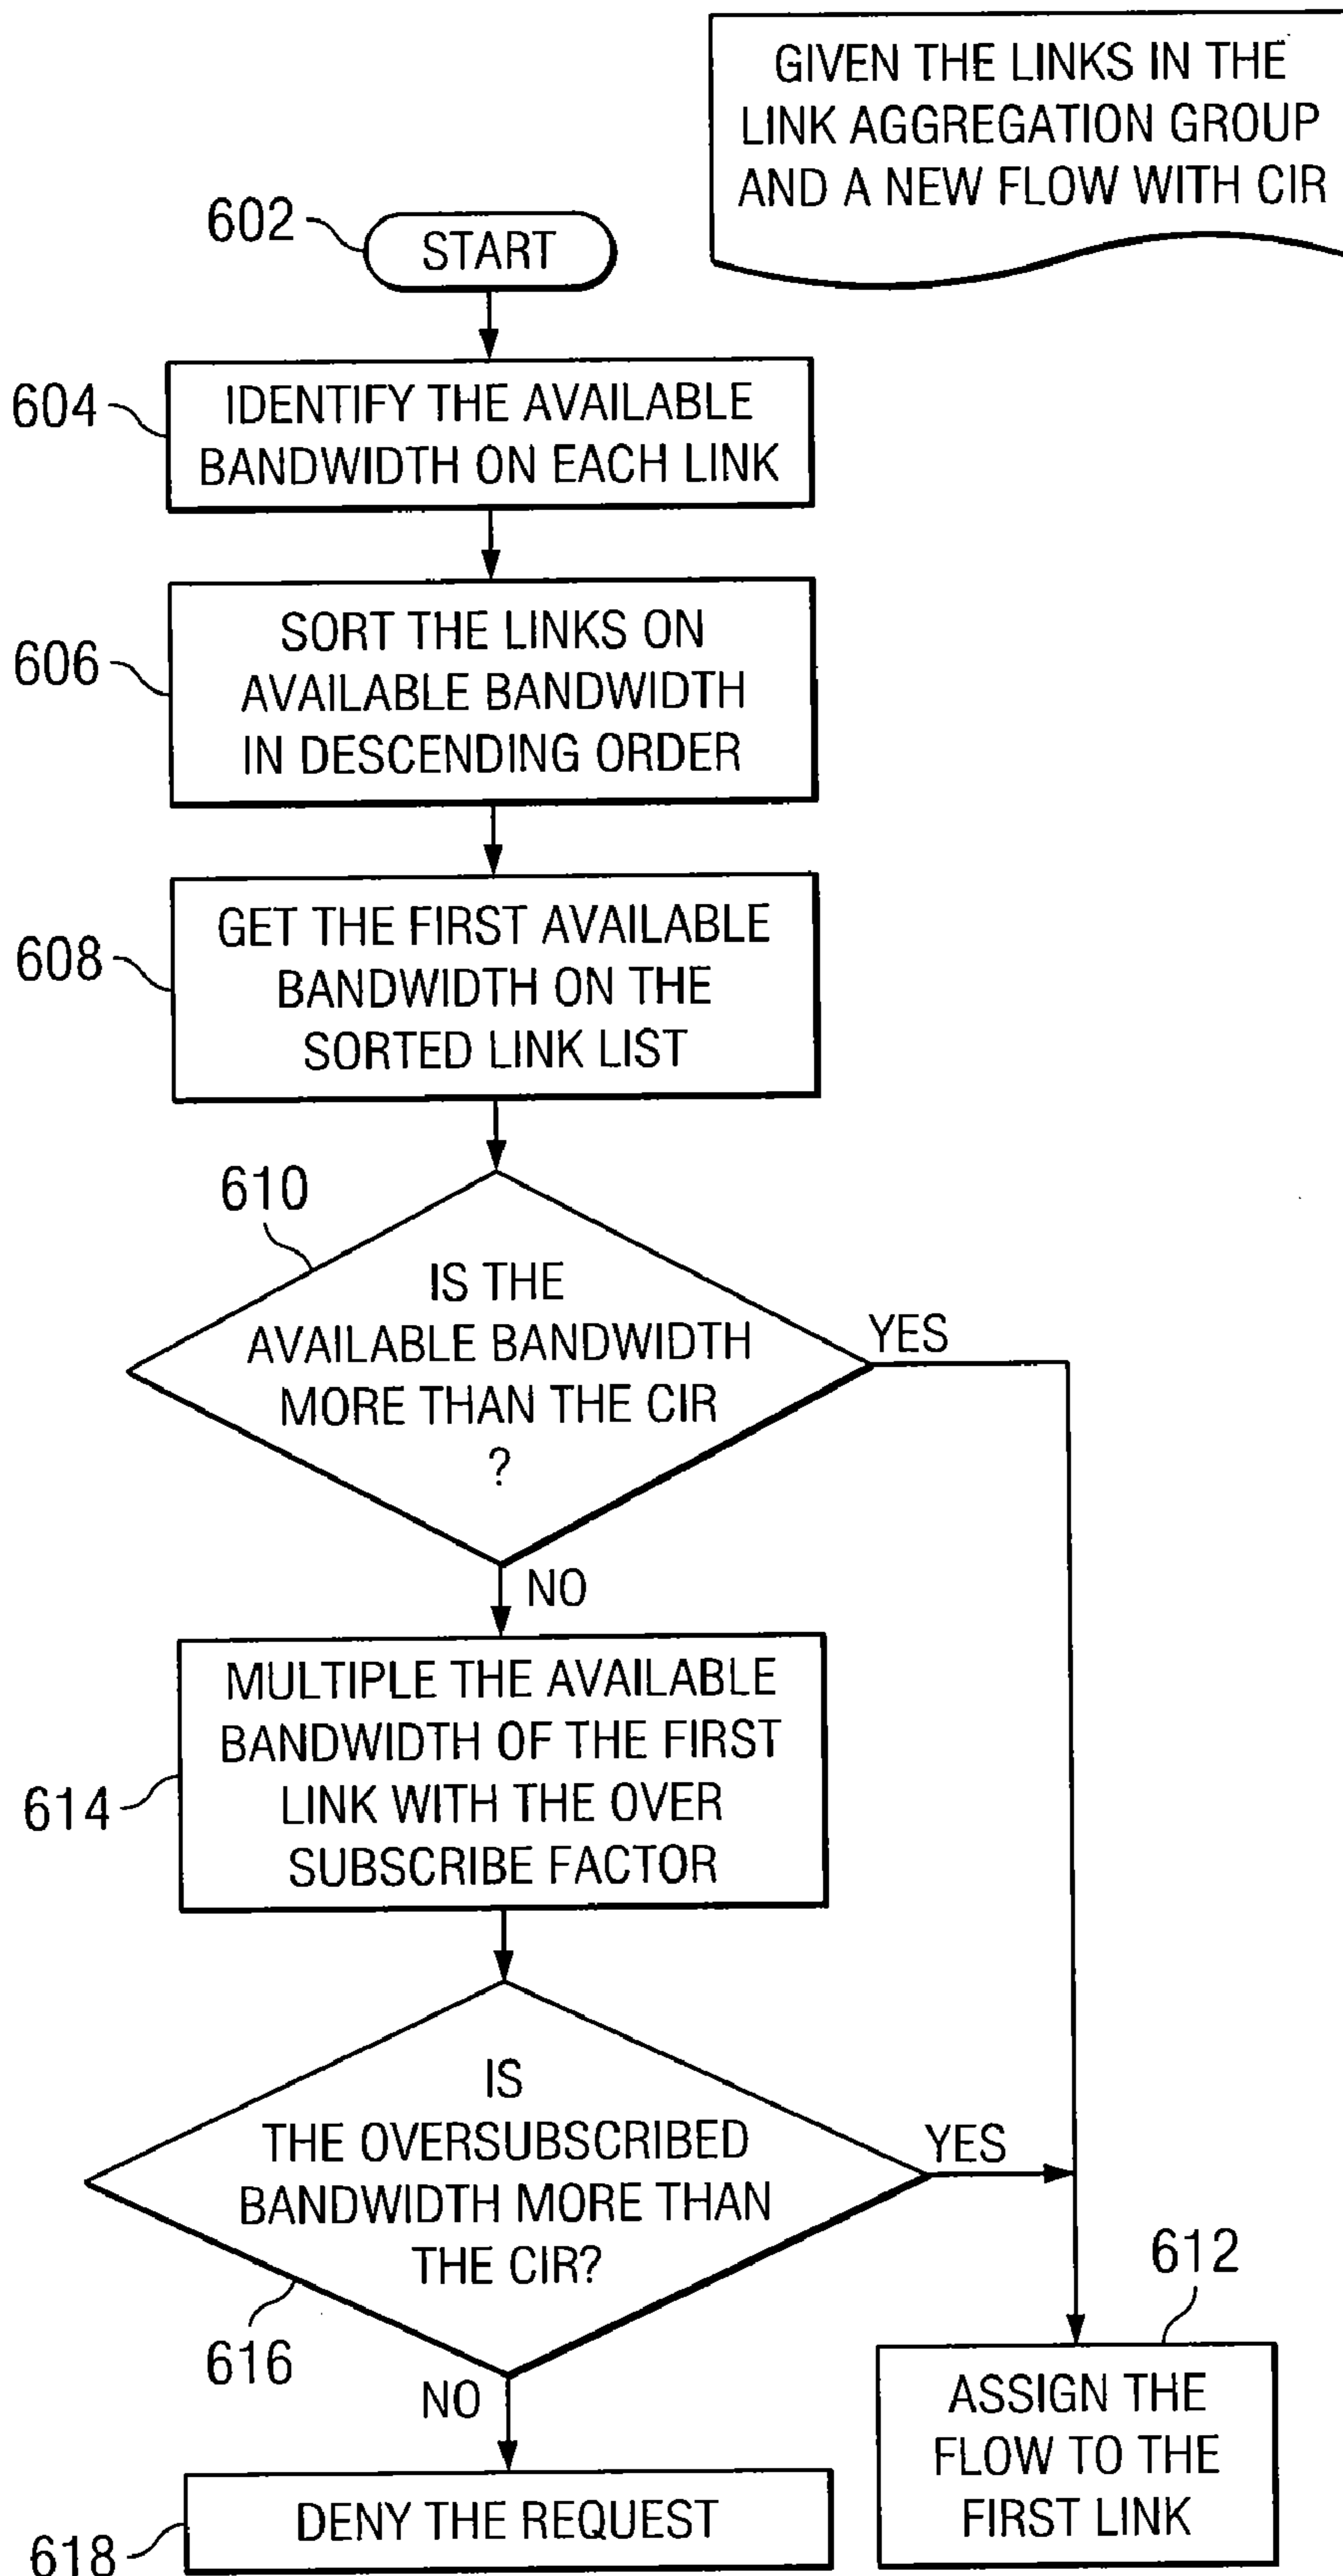 GIVEN THE LINKS IN THE
LINK AGGREGATION GROUP
AND A NEW FLOW WITH CIR
602
START
604
IDENTIFY THE AVAILABLE
BANDWIDTH ON EACH LINK
606
SORT THE LINKS ON
AVAILABLE BANDWIDTH
IN DESCENDING ORDER
608
GET THE FIRST AVAILABLE
BANDWIDTH ON THE
SORTED LINK LIST
610
IS THE
AVAILABLE BANDWIDTH
MORE THAN THE CIR
?
YES
NO
614
MULTIPLE THE AVAILABLE
BANDWIDTH OF THE FIRST
LINK WITH THE OVER
SUBSCRIBE FACTOR
IS
THE OVERSUBSCRIBED
BANDWIDTH MORE THAN
THE CIR?
YES
616
NO
612
ASSIGN THE
FLOW TO THE
FIRST LINK
618
DENY THE REQUEST